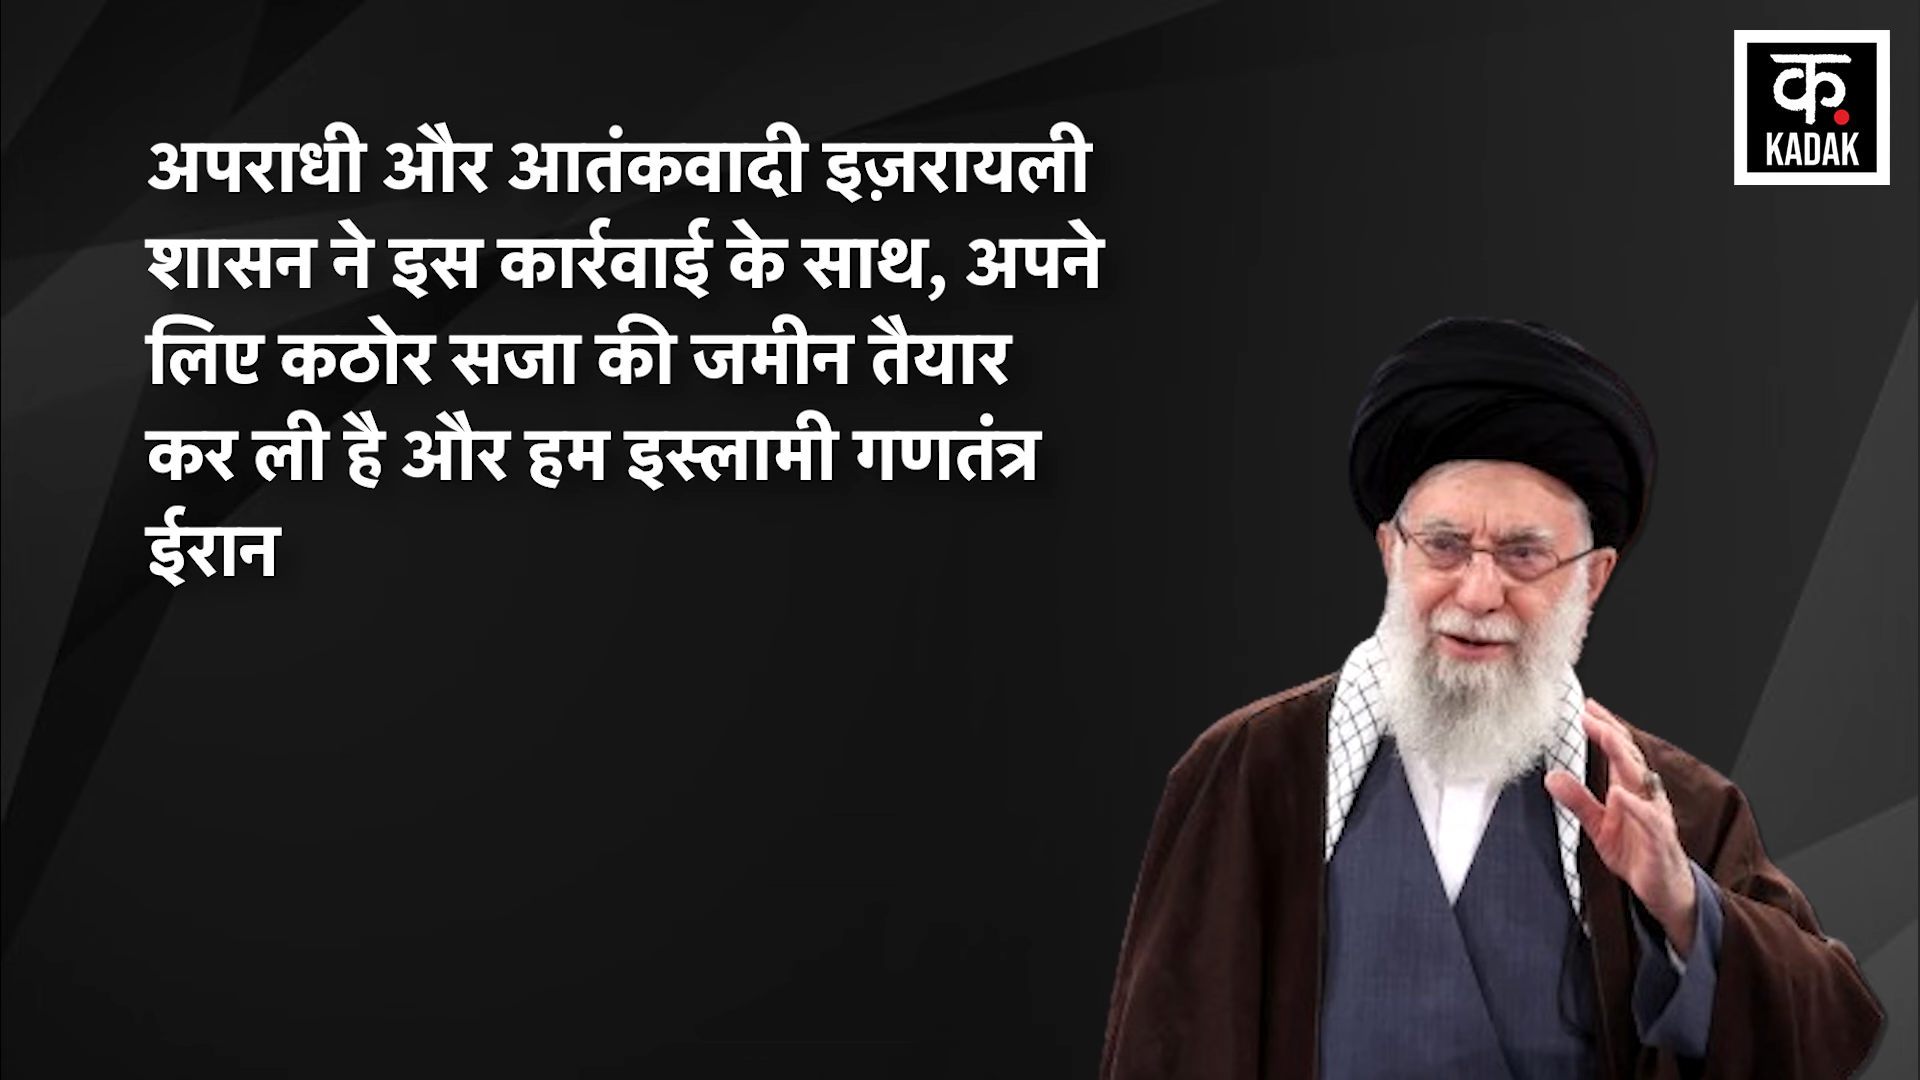 अपराधी और आतंकवादी इज़रायली
शासन ने इस कार्रवाई के साथ, अपने
लिए कठोर सजा की जमीन तैयार
कर ली है और हम इस्लामी गणतंत्र
ईरान
क
KADAK